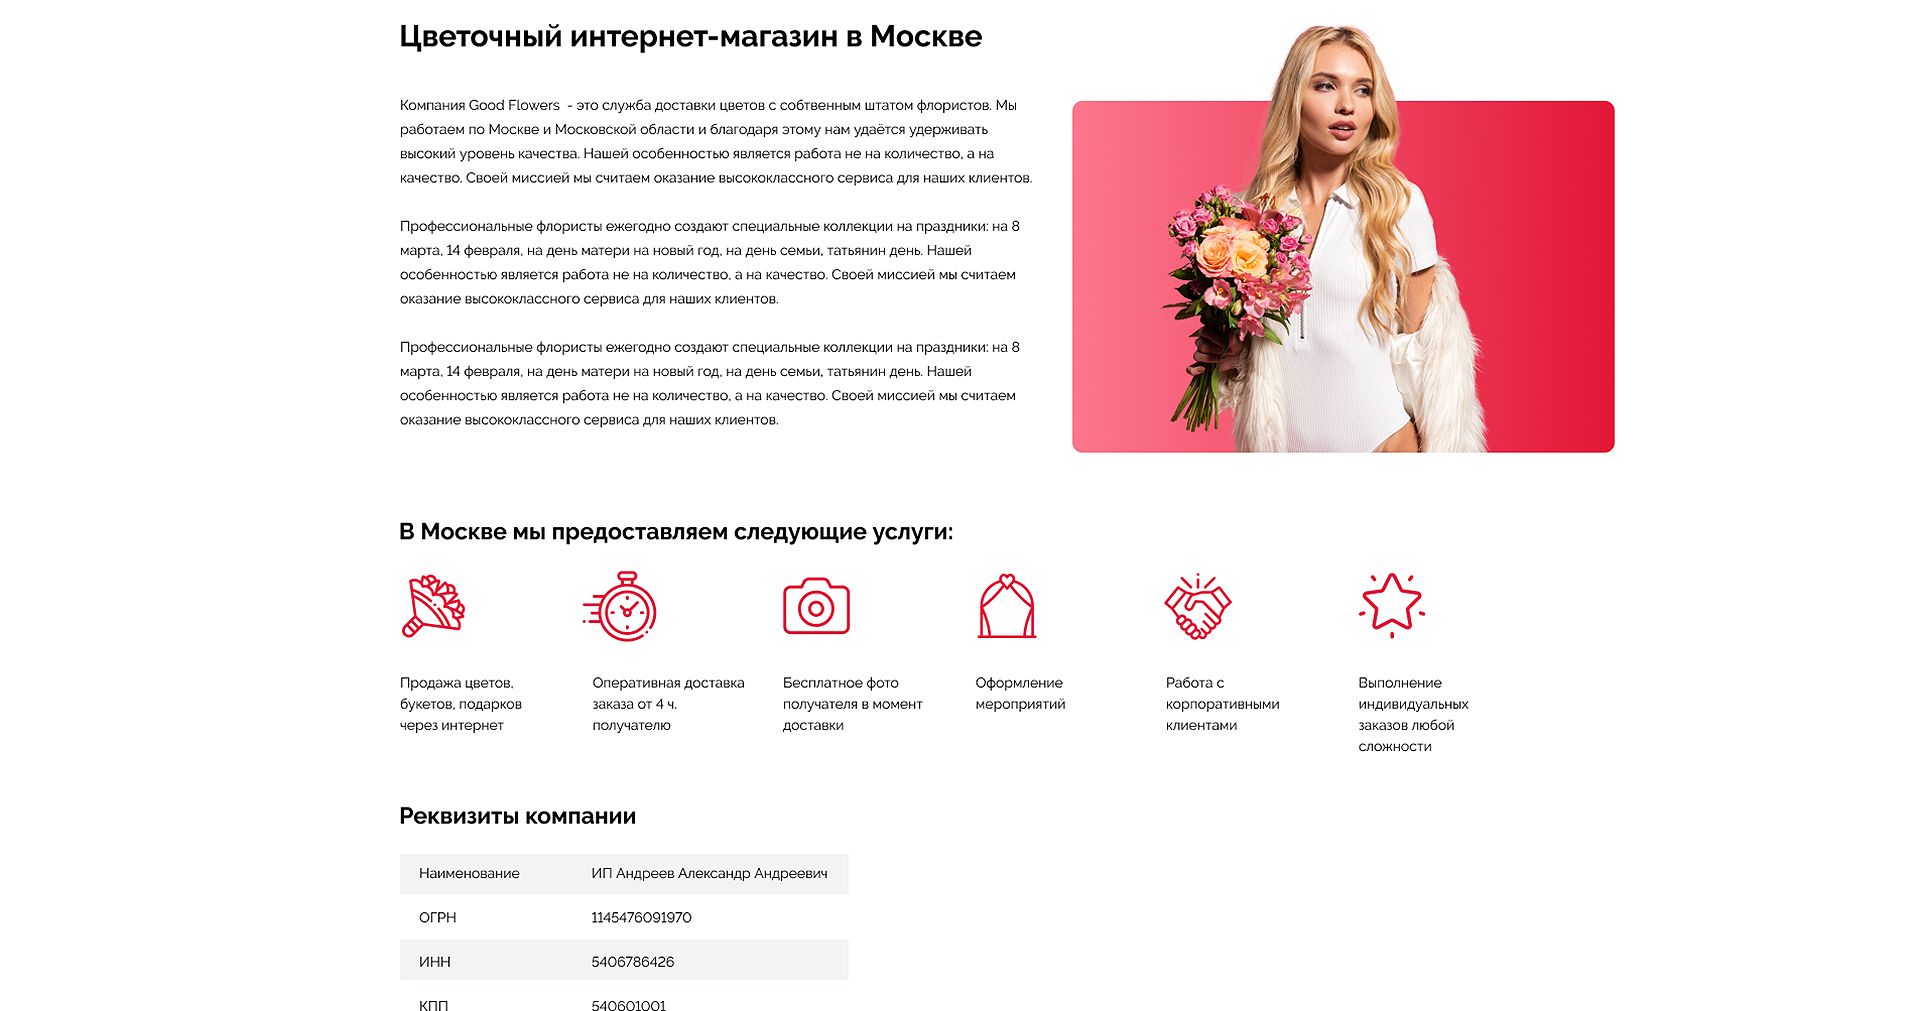 Цветочный интернет-магазин в Москве
Компания Good Flowers - это служба доставки цветов с собтвенным штатом флористов. Мы
работаем по Москве и Московской области и благодаря этому нам удаётся удерживать
высокий уровень качества. Нашей особенностью является работа не на количество, а на
качество. Своей миссией мы считаем оказание высококлассного сервиса для наших клиентов.
Профессиональные флористы ежегодно создают специальные коллекции на праздники: на 8
марта, 14 февраля, на день матери на новый год, на день семьи, татьянин день. Нашей
особенностью является работа не на количество, а на качество. Своей миссией мы считаем
оказание высококлассного сервиса для наших клиентов.
Профессиональные флористы ежегодно создают специальные коллекции на праздники: на 8
марта, 14 февраля, на день матери на новый год, на день семьи, татьянин день. Нашей
особенностью является работа не на количество, а на качество. Своей миссией мы считаем
оказание высококлассного сервиса для наших клиентов.
В Москве мы предоставляем следующие услуги:
Продажа цветов,
букетов, подарков
через интернет
Оперативная доставка
заказа от 4 ч.
получателю
Бесплатное фото
получателя в момент
доставки
Оформление
мероприятий
Работа с
корпоративными
клиентами
Выполнение
индивидуальных
заказов любой
сложности
Реквизиты компании
Наименование ИП Андреев Александр Андреевич
ОГРН 1145476091970
ИНН 5406786426
КПП 540601001